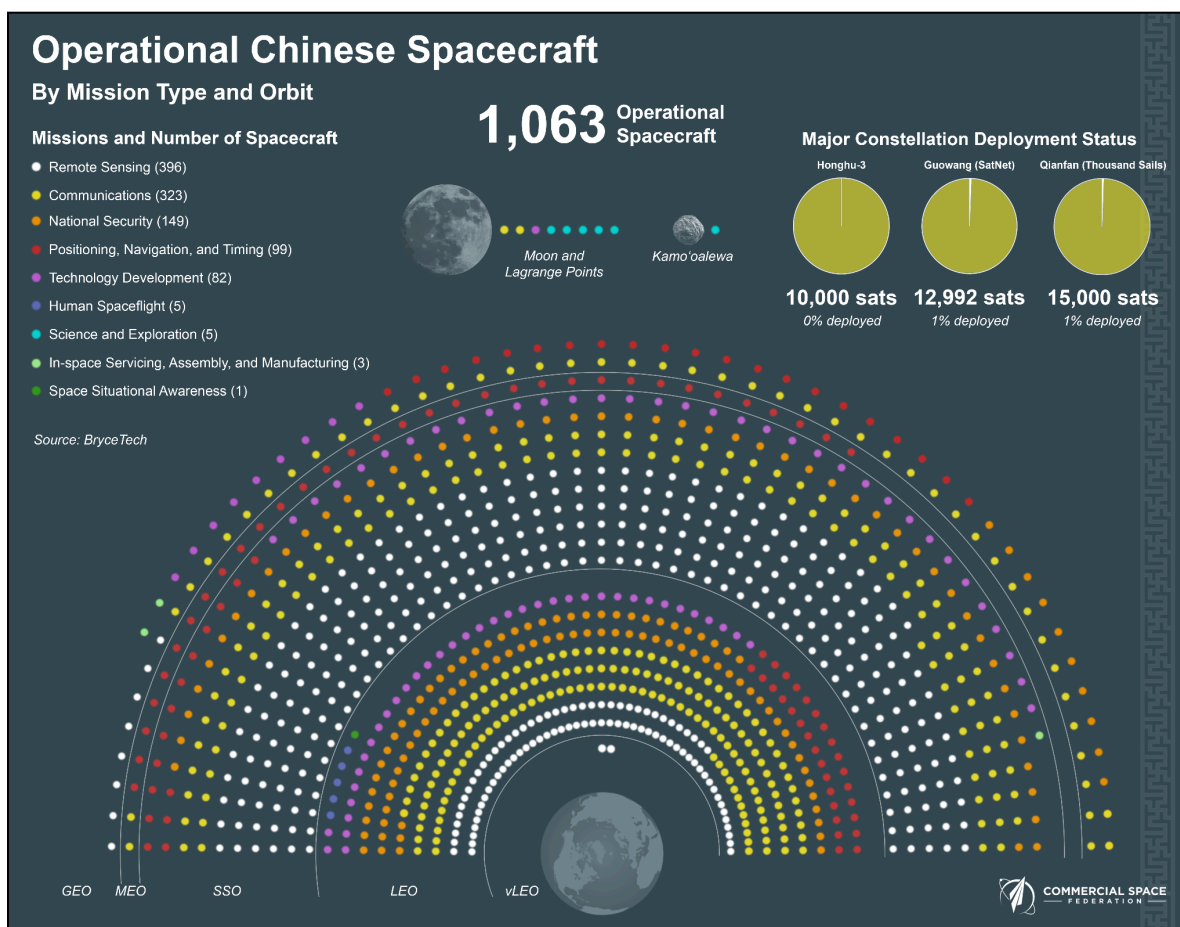 Operational Chinese Spacecraft
By Mission Type and Orbit
Missions and Number of Spacecraft
Remote Sensing (396)
Communications (323)
National Security (149)
Positioning, Navigation, and Timing (99)
Technology Development (82)
Human Spaceflight (5)
Science and Exploration (5)
In-space Servicing, Assembly, and Manufacturing (3)
Space Situational Awareness (1)
Source: BryceTech
1,063 Operational
Spacecraft
Moon and
Lagrange Points
Kamoʻoalewa
Major Constellation Deployment Status
Honghu-3
Guowang (SatNet)
Qianfan (Thousand Sails)
10,000 sats
12,992 sats
15,000 sats
0% deployed
1% deployed
1% deployed
GEO
MEO
SSO
LEO
vLEO
COMMERCIAL SPACE
FEDERATION